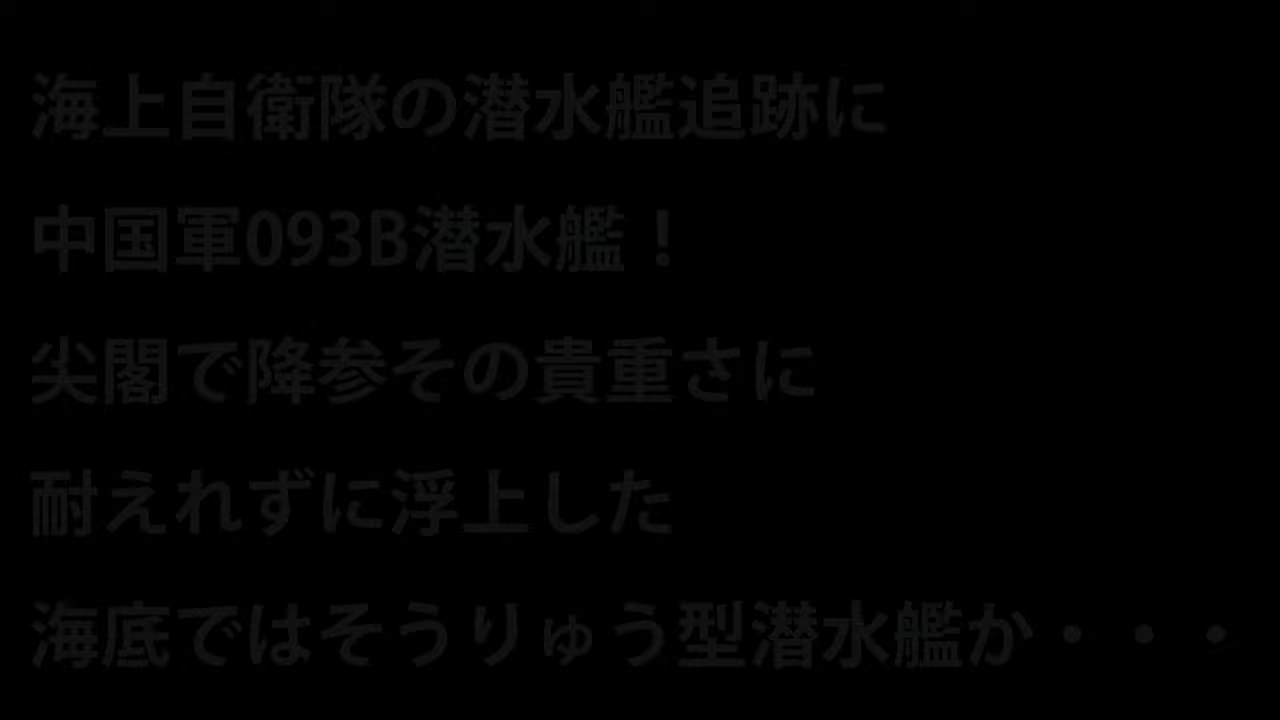 海上自衛隊の潜水艦追跡に
中国軍093B潜水艦！
尖閣で降参その貴重さに
耐えれずに浮上した
海底ではそうりゅう型潜水艦か・・・